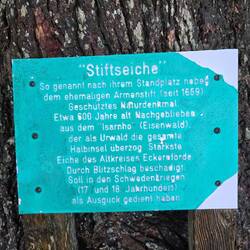 "Stiftseiche"
So genannt nach ihrem Standplatz neben
dem ehemaligen Armenstift (seit 1669)
Geschütztes Naturdenkmal
Etwa 600 Jahre alt Nachgeblieben
aus dem "Isarnho" (Eisenwald),
der als Urwald die gesamte
Halbinsel überzog Stärkste
Eiche des Altkreises Eckernförde
Durch Blitzschlag beschädigt
Soll in den Schwedenkriegen
(17 und 18. Jahrhundert)
als Ausguck gedient haben